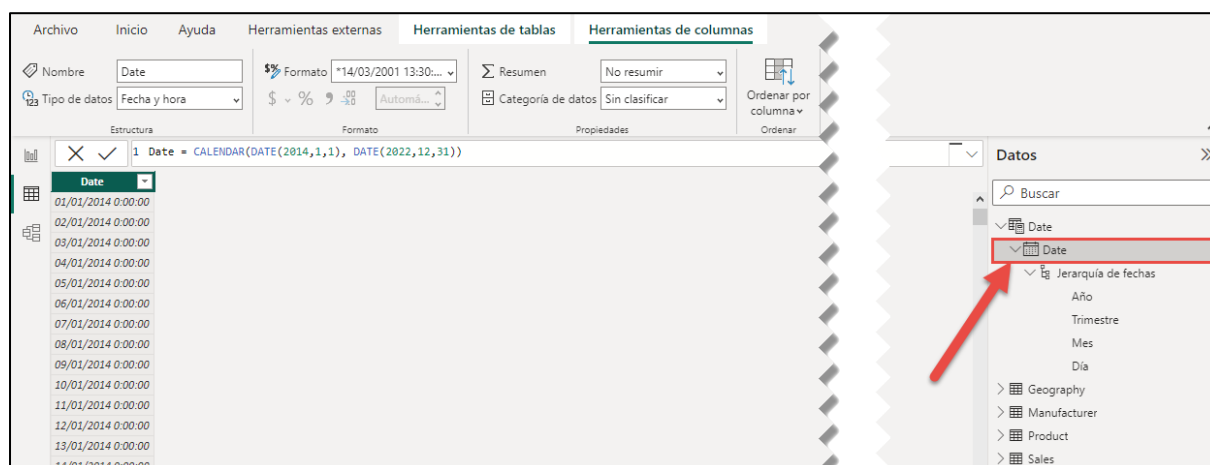 Archivo Inicio Ayuda Herramientas externas Herramientas de tablas Herramientas de columnas
Nombre Date $% Formato *14/03/2001 13:30:... Resumen No resumir
Tipo de datos Fecha y hora $ % 9 Automá... Categoría de datos Sin clasificar Ordenar por
columna
Estructura Formato Propiedades Ordenar
1 Date = CALENDAR(DATE(2014,1,1), DATE(2022,12,31))
Datos
Date
Buscar
01/01/2014 0:00:00
02/01/2014 0:00:00
Date
03/01/2014 0:00:00
Date
04/01/2014 0:00:00
Jerarquía de fechas
05/01/2014 0:00:00
Año
06/01/2014 0:00:00
Trimestre
07/01/2014 0:00:00
Mes
08/01/2014 0:00:00
Día
09/01/2014 0:00:00
Geography
10/01/2014 0:00:00
Manufacturer
11/01/2014 0:00:00
12/01/2014 0:00:00
Product
13/01/2014 0:00:00
Sales